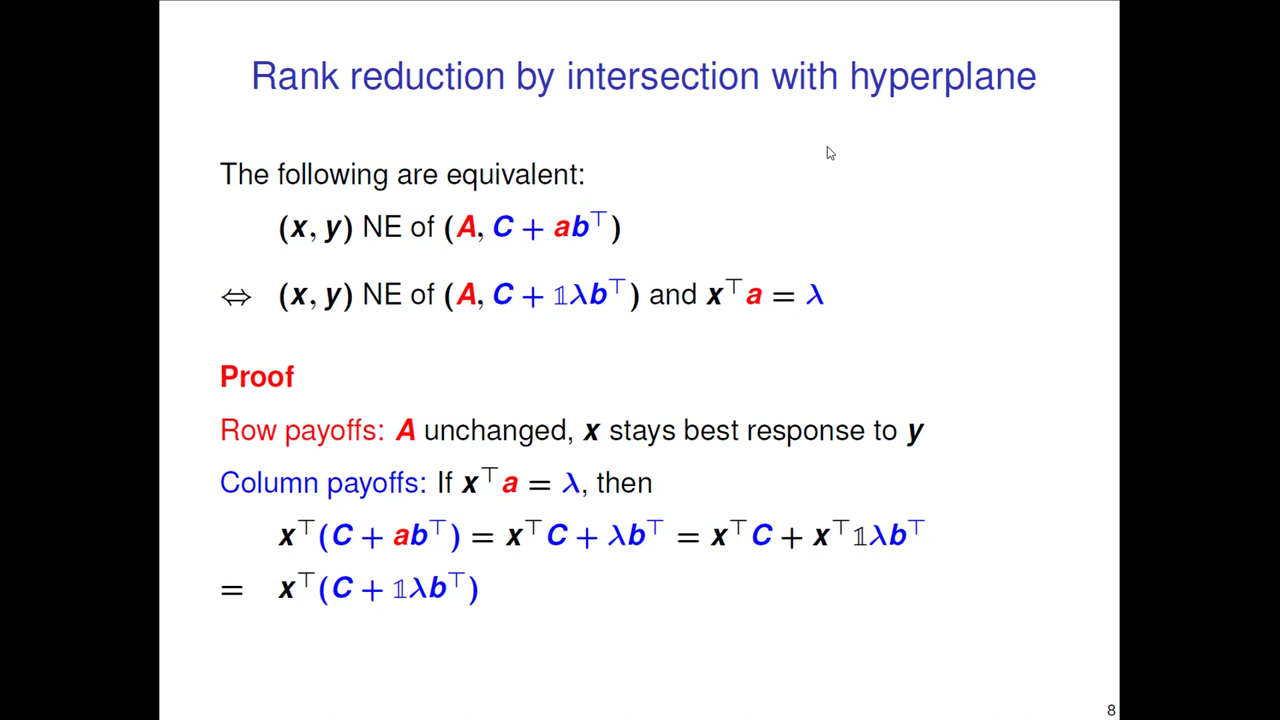 Rank reduction by intersection with hyperplane
The following are equivalent:
(x, y) NE of (A, C + ab⊤)
⇔ (x, y) NE of (A, C + 𝟙λb⊤) and x⊤a = λ
Proof
Row payoffs: A unchanged, x stays best response to y
Column payoffs: If x⊤a = λ, then
x⊤(C + ab⊤) = x⊤C + λb⊤ = x⊤C + x⊤𝟙λb⊤
= x⊤(C + 𝟙λb⊤)
8